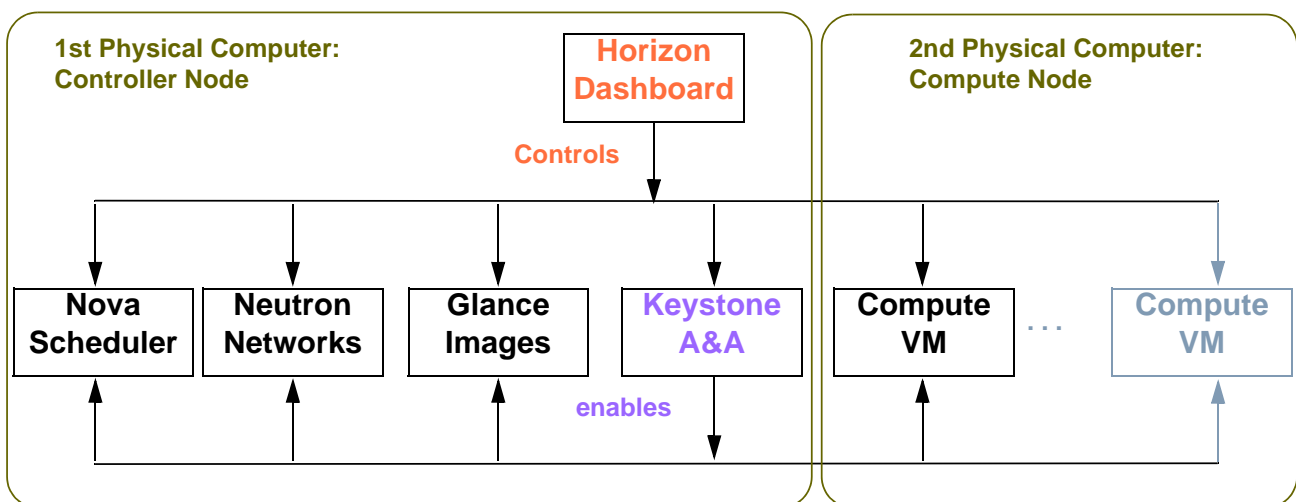 1st Physical Computer:
Controller Node
Horizon
Dashboard
2nd Physical Computer:
Compute Node
Controls
Nova
Scheduler
Neutron
Networks
Glance
Images
Keystone
A&A
Compute
VM
...
Compute
VM
enables